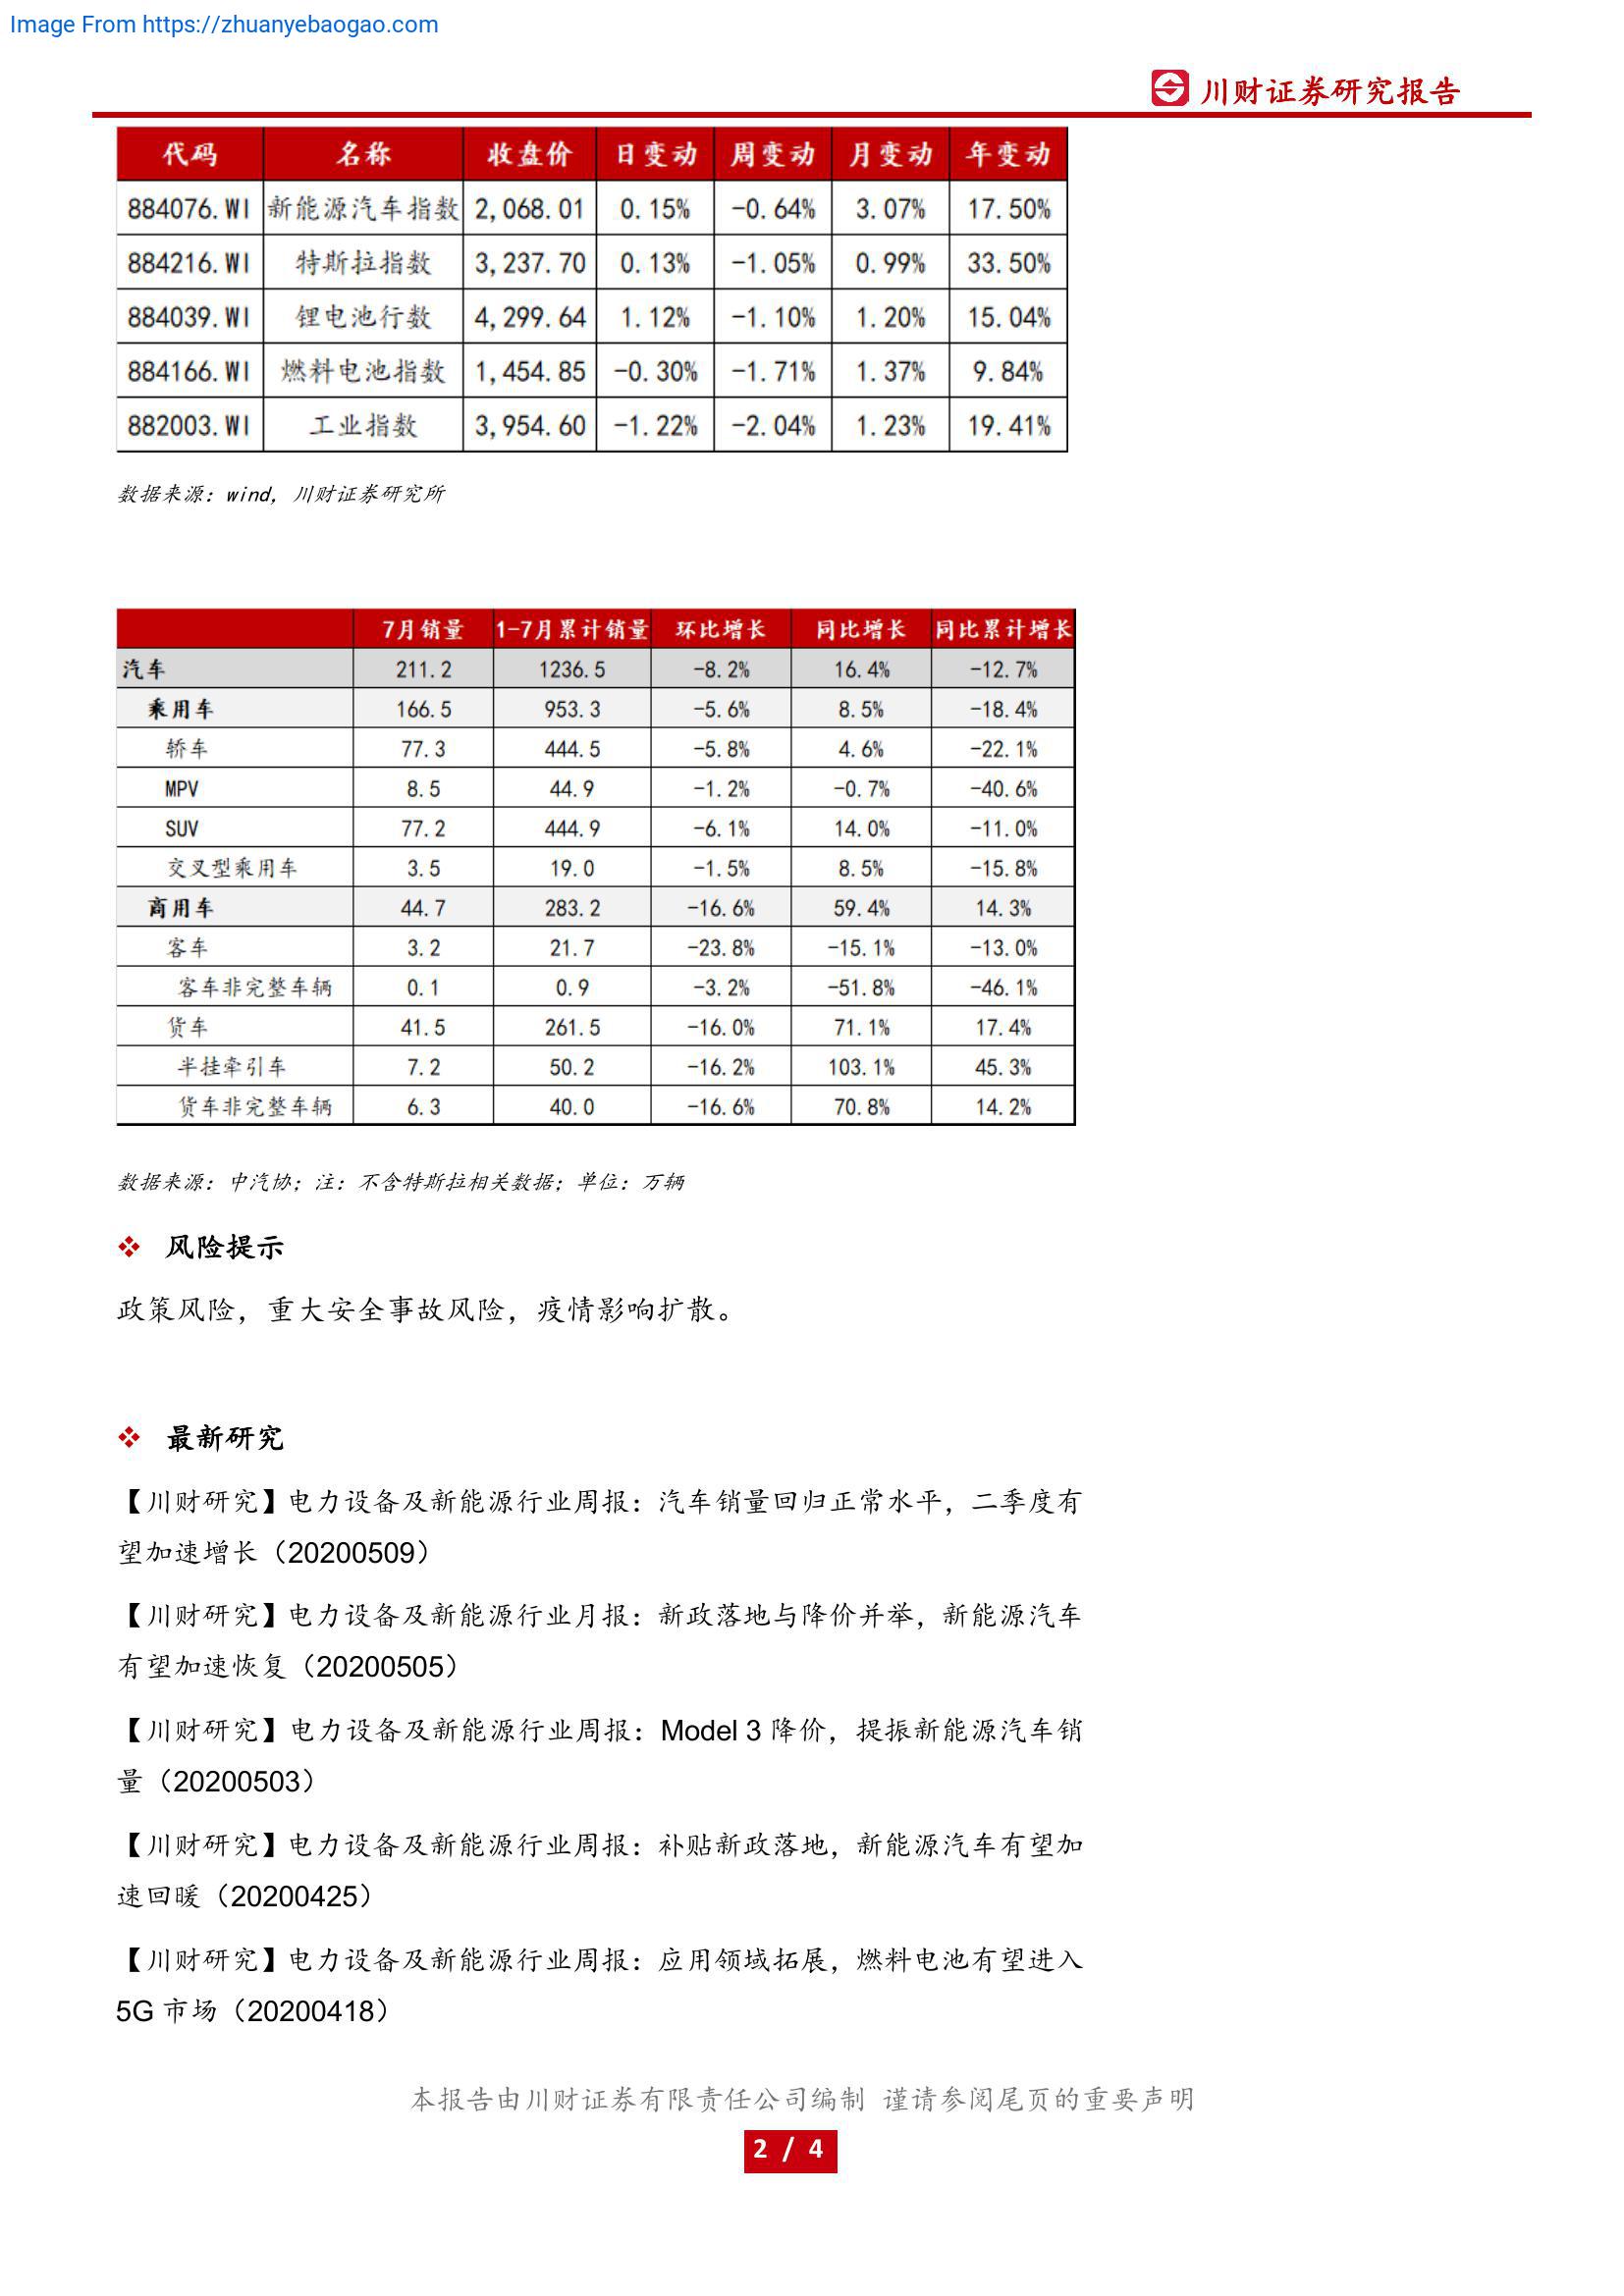 Image From https://zhuanyebaogao.com
川财证券研究报告
代码 名称 收盘价 日变动 周变动 月变动 年变动
884076.WI 新能源汽车指数 2,068.01 0.15% -0.64% 3.07% 17.50%
884216.WI 特斯拉指数 3,237.70 0.13% -1.05% 0.99% 33.50%
884039.WI 锂电池行数 4,299.64 1.12% -1.10% 1.20% 15.04%
884166.WI 燃料电池指数 1,454.85 -0.30% -1.71% 1.37% 9.84%
882003.WI 工业指数 3,954.60 -1.22% -2.04% 1.23% 19.41%
数据来源：wind，川财证券研究所
7月销量 1-7月累计销量 环比增长 同比增长 同比累计增长
汽车 211.2 1236.5 -8.2% 16.4% -12.7%
乘用车 166.5 953.3 -5.6% 8.5% -18.4%
轿车 77.3 444.5 -5.8% 4.6% -22.1%
MPV 8.5 44.9 -1.2% -0.7% -40.6%
SUV 77.2 444.9 -6.1% 14.0% -11.0%
交叉型乘用车 3.5 19.0 -1.5% 8.5% -15.8%
商用车 44.7 283.2 -16.6% 59.4% 14.3%
客车 3.2 21.7 -23.8% -15.1% -13.0%
客车非完整车辆 0.1 0.9 -3.2% -51.8% -46.1%
货车 41.5 261.5 -16.0% 71.1% 17.4%
半挂牵引车 7.2 50.2 -16.2% 103.1% 45.3%
货车非完整车辆 6.3 40.0 -16.6% 70.8% 14.2%
数据来源：中汽协；注：不含特斯拉相关数据；单位：万辆
❖ 风险提示
政策风险，重大安全事故风险，疫情影响扩散。
❖ 最新研究
【川财研究】电力设备及新能源行业周报：汽车销量回归正常水平，二季度有
望加速增长（20200509）
【川财研究】电力设备及新能源行业月报：新政落地与降价并举，新能源汽车
有望加速恢复（20200505）
【川财研究】电力设备及新能源行业周报：Model 3 降价，提振新能源汽车销
量（20200503）
【川财研究】电力设备及新能源行业周报：补贴新政落地，新能源汽车有望加
速回暖（20200425）
【川财研究】电力设备及新能源行业周报：应用领域拓展，燃料电池有望进入
5G 市场（20200418）
本报告由川财证券有限责任公司编制 谨请参阅尾页的重要声明
2 / 4